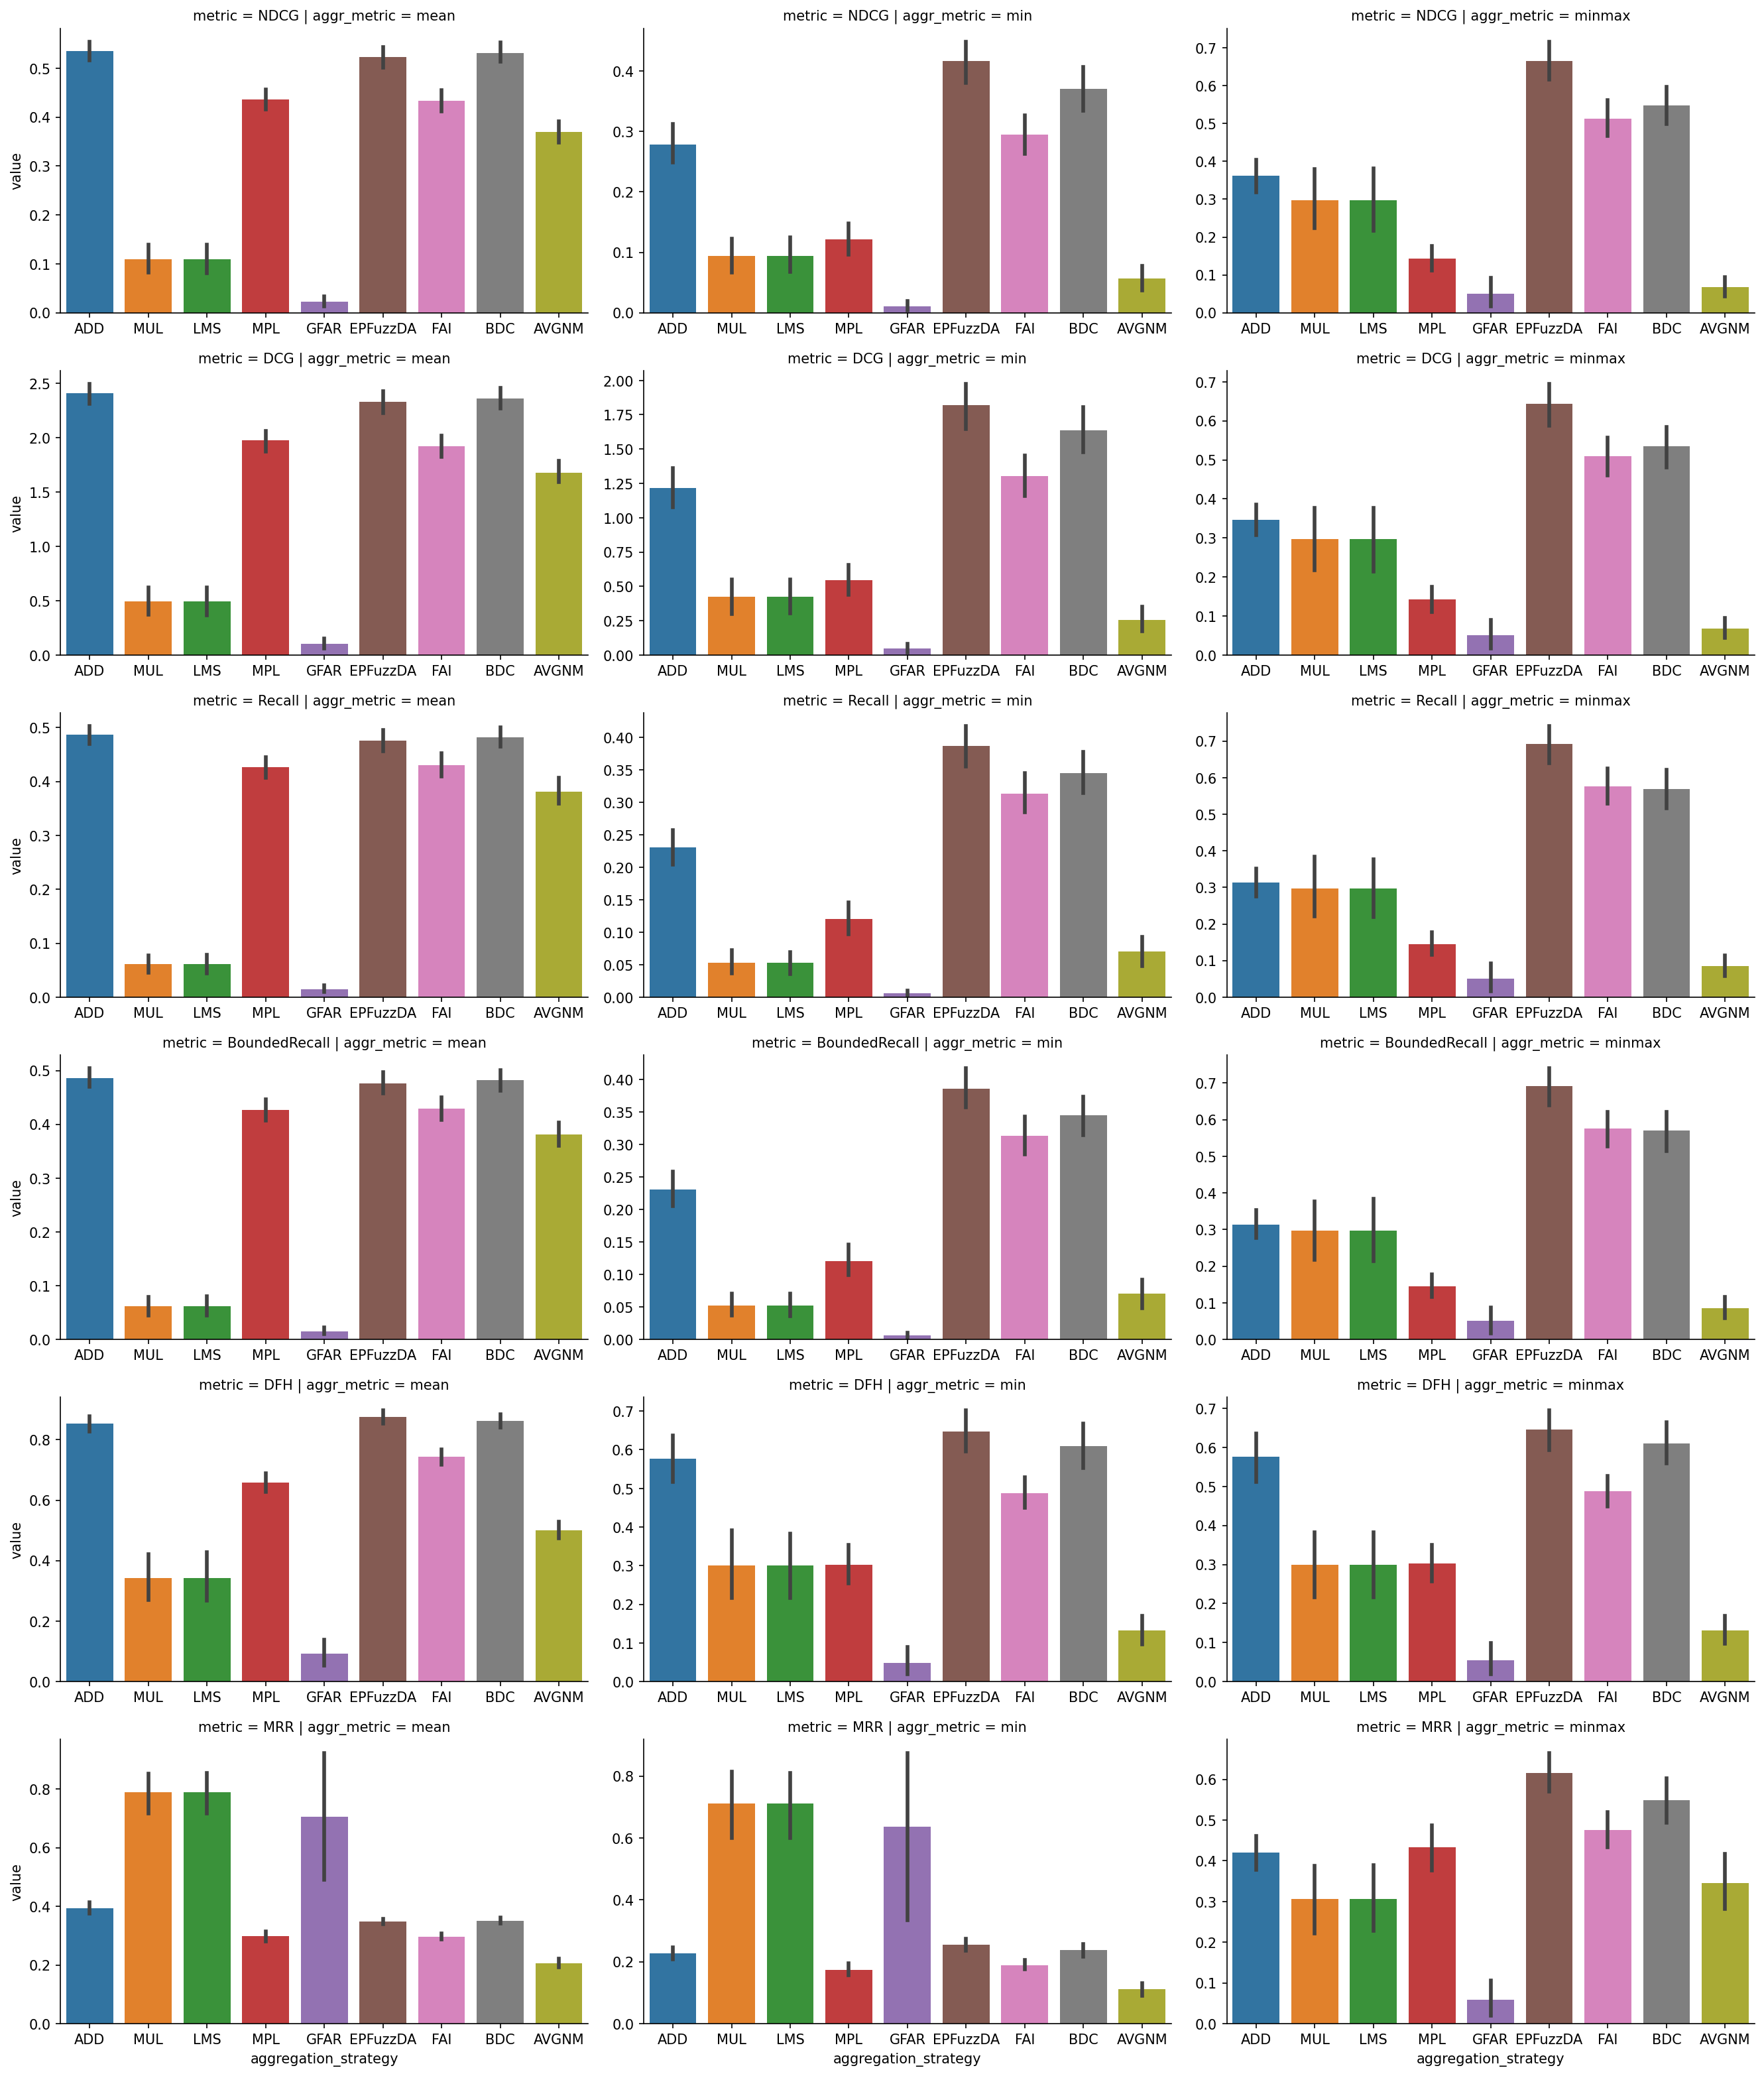 metric = NDCG | aggr_metric = mean
metric = NDCG | aggr_metric = min
metric = NDCG | aggr_metric = minmax
value
0.5
0.4
0.3
0.2
0.1
0.0
ADD MUL LMS MPL GFAR EPFuzzDA FAI BDC AVGNM
0.4
0.3
0.2
0.1
0.0
ADD MUL LMS MPL GFAR EPFuzzDA FAI BDC AVGNM
0.7
0.6
0.5
0.4
0.3
0.2
0.1
0.0
ADD MUL LMS MPL GFAR EPFuzzDA FAI BDC AVGNM
metric = DCG | aggr_metric = mean
metric = DCG | aggr_metric = min
metric = DCG | aggr_metric = minmax
value
2.5
2.0
1.5
1.0
0.5
0.0
ADD MUL LMS MPL GFAR EPFuzzDA FAI BDC AVGNM
2.00
1.75
1.50
1.25
1.00
0.75
0.50
0.25
0.00
ADD MUL LMS MPL GFAR EPFuzzDA FAI BDC AVGNM
0.7
0.6
0.5
0.4
0.3
0.2
0.1
0.0
ADD MUL LMS MPL GFAR EPFuzzDA FAI BDC AVGNM
metric = Recall | aggr_metric = mean
metric = Recall | aggr_metric = min
metric = Recall | aggr_metric = minmax
value
0.5
0.4
0.3
0.2
0.1
0.0
ADD MUL LMS MPL GFAR EPFuzzDA FAI BDC AVGNM
0.40
0.35
0.30
0.25
0.20
0.15
0.10
0.05
0.00
ADD MUL LMS MPL GFAR EPFuzzDA FAI BDC AVGNM
0.7
0.6
0.5
0.4
0.3
0.2
0.1
0.0
ADD MUL LMS MPL GFAR EPFuzzDA FAI BDC AVGNM
metric = BoundedRecall | aggr_metric = mean
metric = BoundedRecall | aggr_metric = min
metric = BoundedRecall | aggr_metric = minmax
value
0.5
0.4
0.3
0.2
0.1
0.0
ADD MUL LMS MPL GFAR EPFuzzDA FAI BDC AVGNM
0.40
0.35
0.30
0.25
0.20
0.15
0.10
0.05
0.00
ADD MUL LMS MPL GFAR EPFuzzDA FAI BDC AVGNM
0.7
0.6
0.5
0.4
0.3
0.2
0.1
0.0
ADD MUL LMS MPL GFAR EPFuzzDA FAI BDC AVGNM
metric = DFH | aggr_metric = mean
metric = DFH | aggr_metric = min
metric = DFH | aggr_metric = minmax
value
0.8
0.6
0.4
0.2
0.0
ADD MUL LMS MPL GFAR EPFuzzDA FAI BDC AVGNM
0.7
0.6
0.5
0.4
0.3
0.2
0.1
0.0
ADD MUL LMS MPL GFAR EPFuzzDA FAI BDC AVGNM
0.7
0.6
0.5
0.4
0.3
0.2
0.1
0.0
ADD MUL LMS MPL GFAR EPFuzzDA FAI BDC AVGNM
metric = MRR | aggr_metric = mean
metric = MRR | aggr_metric = min
metric = MRR | aggr_metric = minmax
value
0.8
0.6
0.4
0.2
0.0
ADD MUL LMS MPL GFAR EPFuzzDA FAI BDC AVGNM
aggregation_strategy
0.8
0.6
0.4
0.2
0.0
ADD MUL LMS MPL GFAR EPFuzzDA FAI BDC AVGNM
aggregation_strategy
0.6
0.5
0.4
0.3
0.2
0.1
0.0
ADD MUL LMS MPL GFAR EPFuzzDA FAI BDC AVGNM
aggregation_strategy